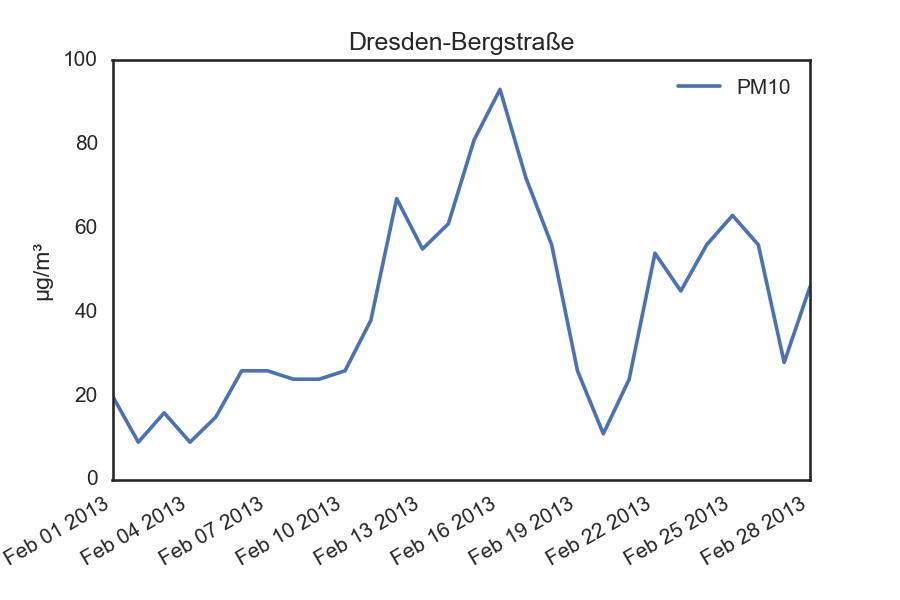 Dresden-Bergstraße
PM10
µg/m³
100
80
60
40
20
0
Feb 01 2013
Feb 04 2013
Feb 07 2013
Feb 10 2013
Feb 13 2013
Feb 16 2013
Feb 19 2013
Feb 22 2013
Feb 25 2013
Feb 28 2013